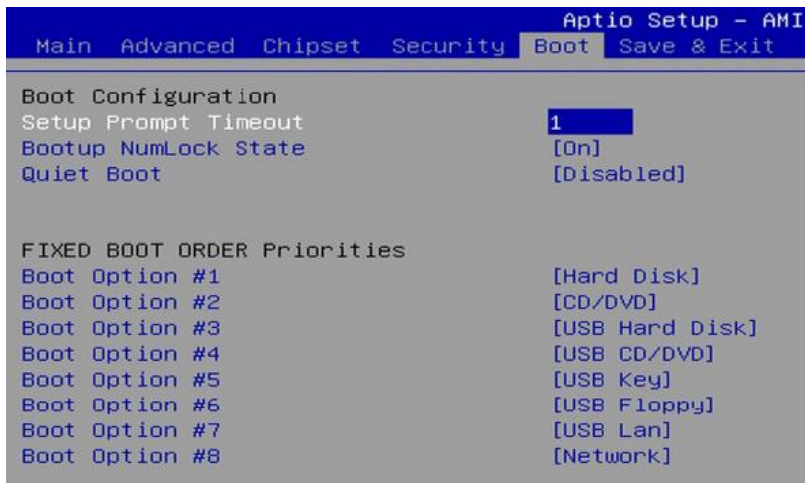 Aptio Setup – AMI
Main Advanced Chipset Security Boot Save & Exit
Boot Configuration
Setup Prompt Timeout 1
Bootup NumLock State [On]
Quiet Boot [Disabled]
FIXED BOOT ORDER Priorities
Boot Option #1 [Hard Disk]
Boot Option #2 [CD/DVD]
Boot Option #3 [USB Hard Disk]
Boot Option #4 [USB CD/DVD]
Boot Option #5 [USB Key]
Boot Option #6 [USB Floppy]
Boot Option #7 [USB Lan]
Boot Option #8 [Network]